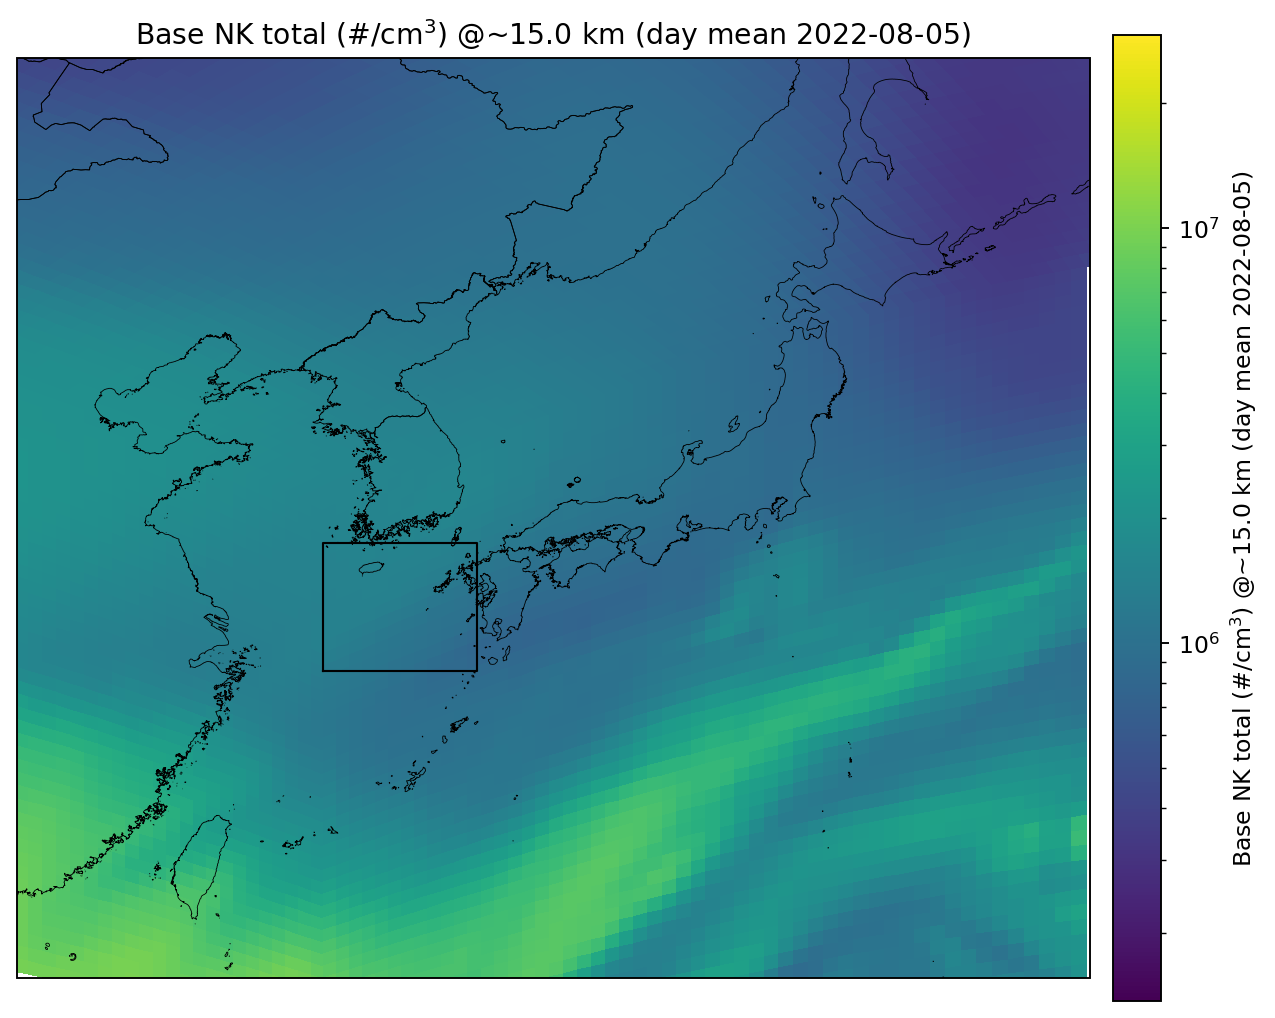 Base NK total (#/cm³) @~15.0 km (day mean 2022-08-05)
10⁷
10⁶
Base NK total (#/cm³) @~15.0 km (day mean 2022-08-05)